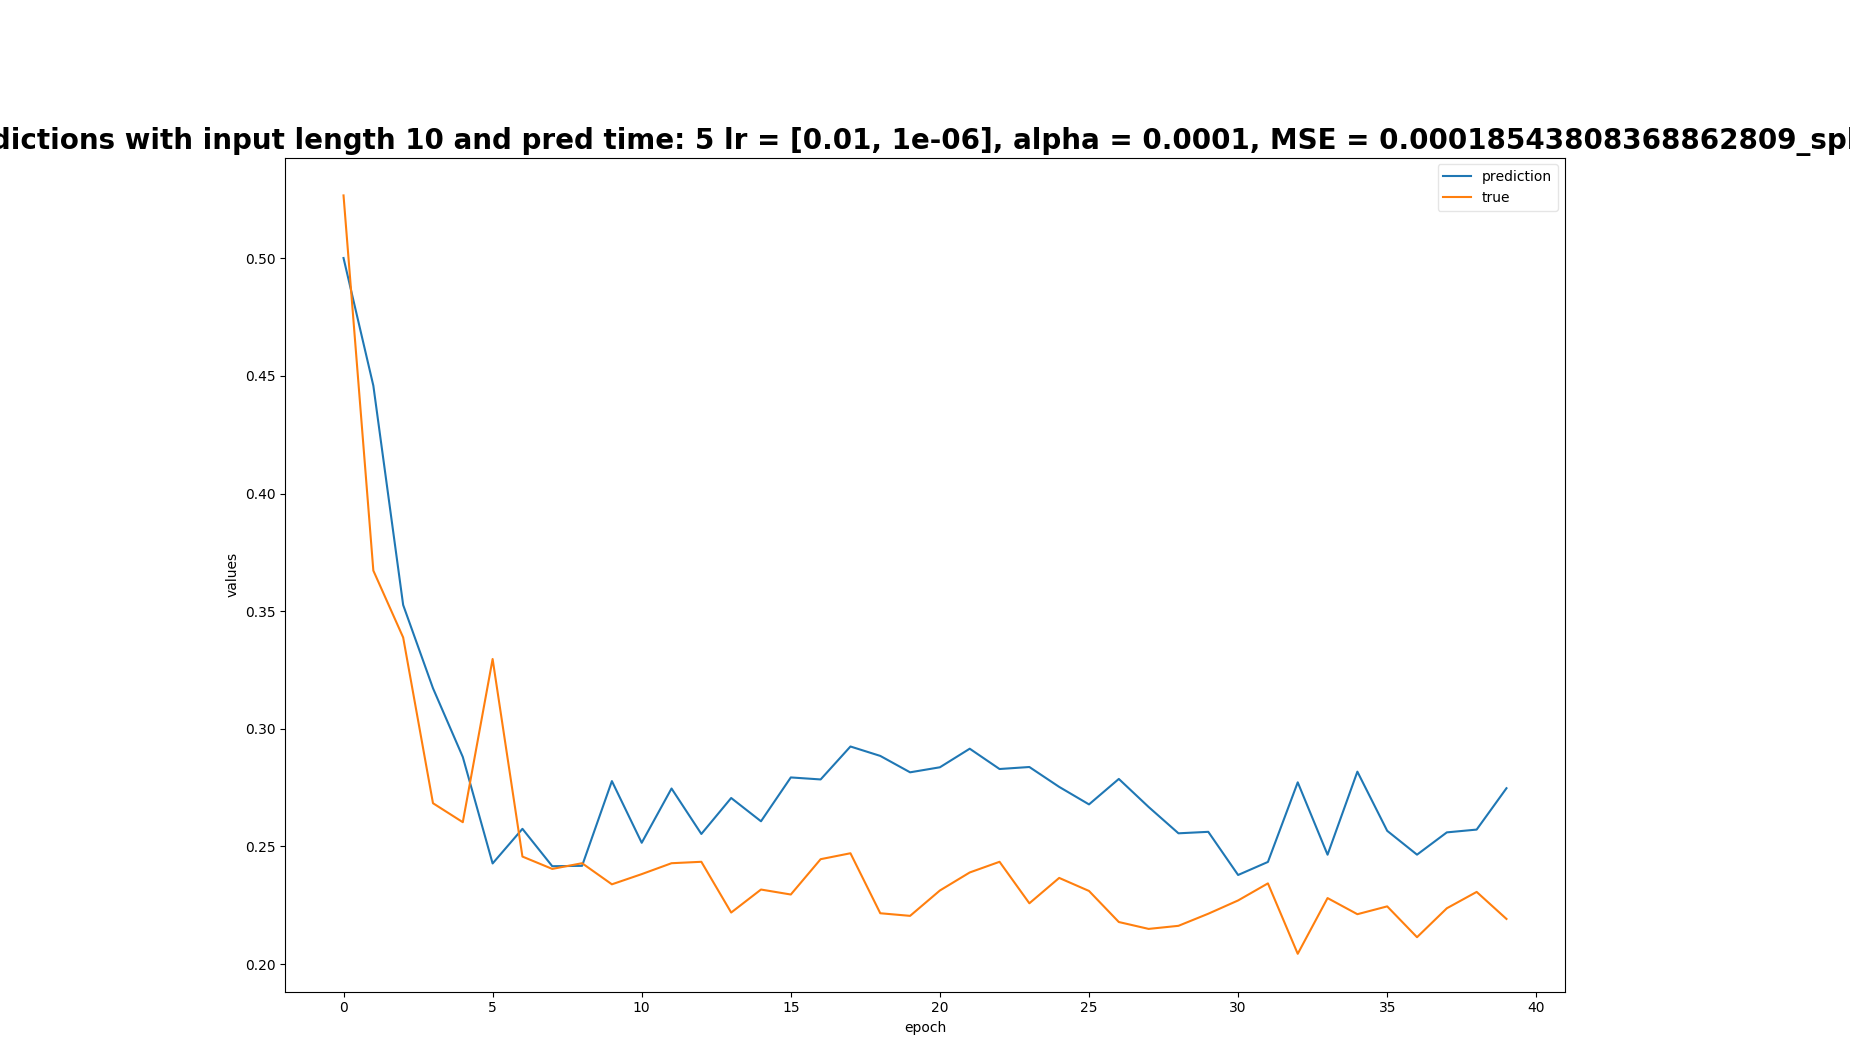 dictions with input length 10 and pred time: 5 lr = [0.01, 1e-06], alpha = 0.0001, MSE = 0.00018543808368862809_spl
prediction
true
0.50
0.45
0.40
0.35
0.30
0.25
0.20
values
0 5 10 15 20 25 30 35 40
epoch